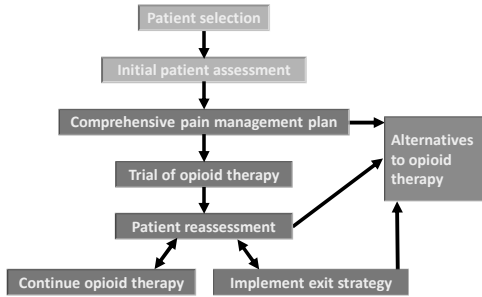 Patient selection
Initial patient assessment
Comprehensive pain management plan
Alternatives
to opioid
therapy
Trial of opioid therapy
Patient reassessment
Continue opioid therapy
Implement exit strategy